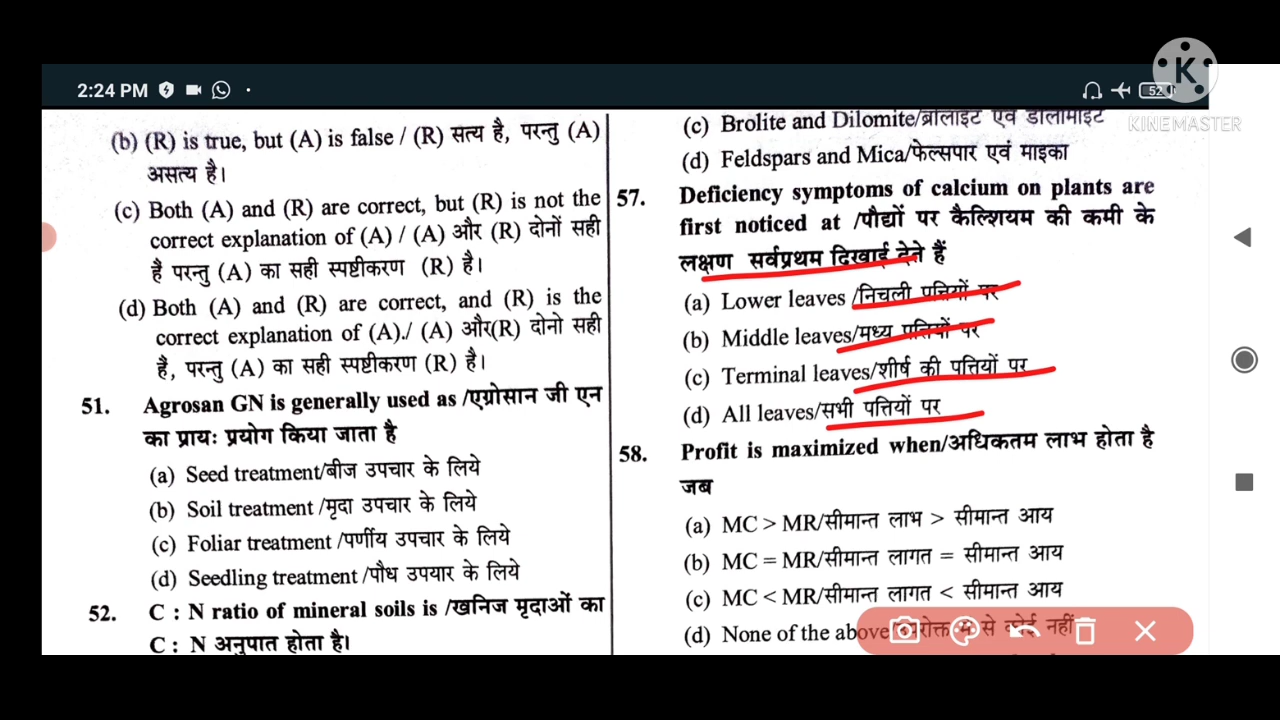 2:24 PM
52
KINEMASTER
(b) (R) is true, but (A) is false / (R) सत्य है, परन्तु (A)
असत्य है।
(c) Both (A) and (R) are correct, but (R) is not the
correct explanation of (A) / (A) और (R) दोनों सही
हैं परन्तु (A) का सही स्पष्टीकरण (R) है।
(d) Both (A) and (R) are correct, and (R) is the
correct explanation of (A)./ (A) और(R) दोनो सही
है, परन्तु (A) का सही स्पष्टीकरण (R) है।
51. Agrosan GN is generally used as /एग्रोसान जी एन
का प्रायः प्रयोग किया जाता है
(a) Seed treatment/बीज उपचार के लिये
(b) Soil treatment /मृदा उपचार के लिये
(c) Foliar treatment /पर्णीय उपचार के लिये
(d) Seedling treatment /पौध उपयार के लिये
52. C : N ratio of mineral soils is /खनिज मृदाओं का
C : N अनुपात होता है।
(c) Brolite and Dilomite/ब्रोलाइट एवं डोलोमाइट
(d) Feldspars and Mica/फेल्सपार एवं माइका
57. Deficiency symptoms of calcium on plants are
first noticed at /पौद्यों पर कैल्शियम की कमी के
लक्षण सर्वप्रथम दिखाई देते हैं
(a) Lower leaves /निचली पत्तियों पर
(b) Middle leaves/मध्य पत्तियों पर
(c) Terminal leaves/शीर्ष की पत्तियों पर
(d) All leaves/सभी पत्तियों पर
58. Profit is maximized when/अधिकतम लाभ होता है
जब
(a) MC > MR/सीमान्त लाभ > सीमान्त आय
(b) MC = MR/सीमान्त लागत = सीमान्त आय
(c) MC < MR/सीमान्त लागत < सीमान्त आय
(d) None of the above/उपरोक्त में से कोई नहीं